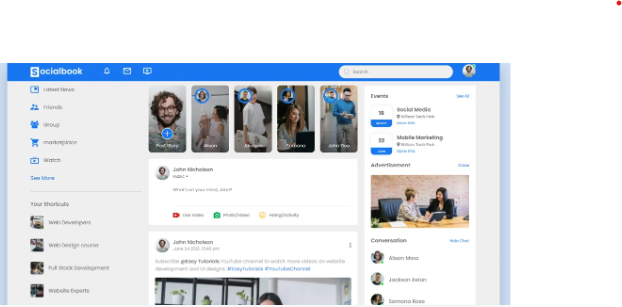 Socialbook
Search
Latest News
Friends
Group
marketplace
Watch
See More
Your Shortcuts
Web Developers
Web Design course
Full Stack Development
Website Experts
Post Story
Alison
Jackson
Samona
John Doe
John Nicholson
Public
What's on your mind, John?
Live Video
Photo/Video
Feeling/Activity
John Nicholson
June 24 2021, 13:40 pm
Subscribe @Easy Tutorials YouTube channel to watch more videos on website
development and UI designs. #EasyTutorials #YouTubeChannel
Events
See All
18
Social Media
Willson Tech Park
More Info
22
Mobile Marketing
Willson Tech Park
More Info
Advertisement
Close
Conversation
Hide Chat
Alison Mina
Jackson Aston
Samona Rose